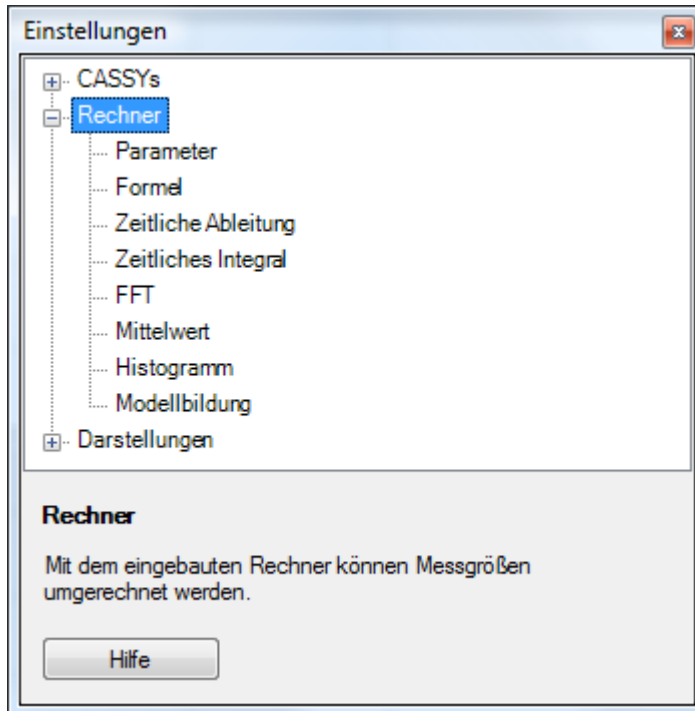 Einstellungen
CASSYs
Rechner
Parameter
Formel
Zeitliche Ableitung
Zeitliches Integral
FFT
Mittelwert
Histogramm
Modellbildung
Darstellungen
Rechner
Mit dem eingebauten Rechner können Messgrößen
umgerechnet werden.
Hilfe